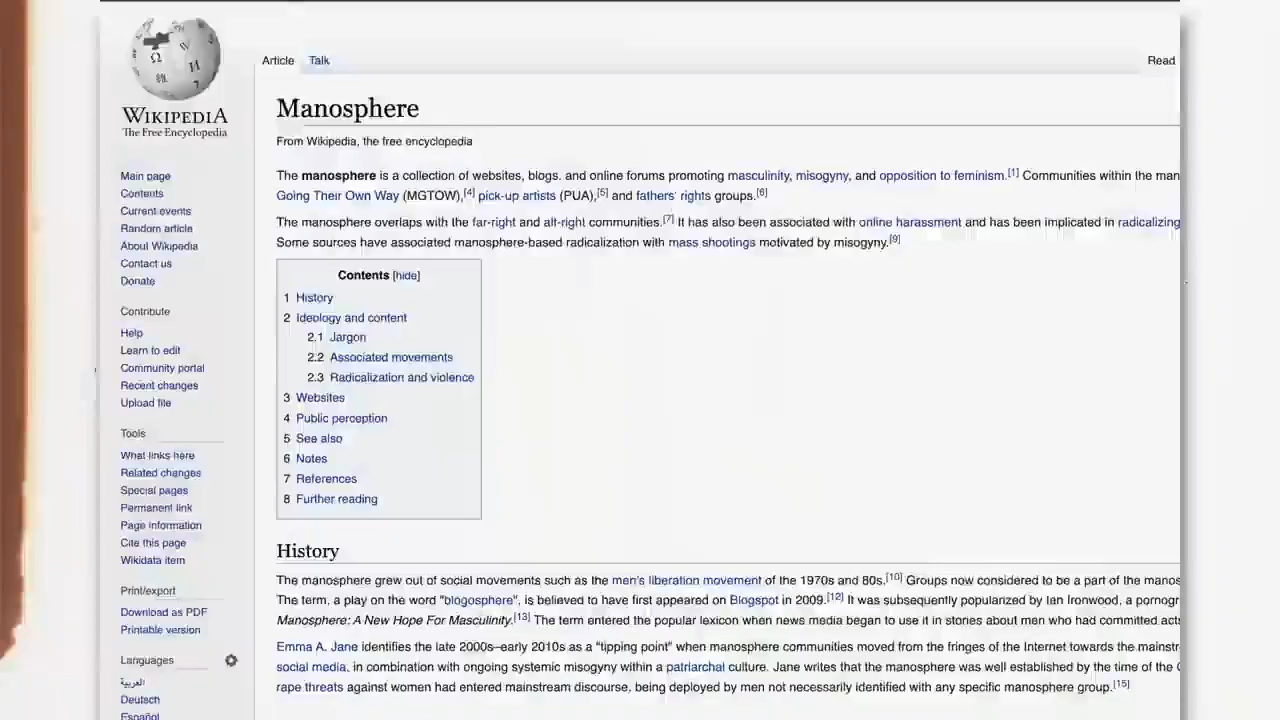 WIKIPEDIA
The Free Encyclopedia
Main page
Contents
Current events
Random article
About Wikipedia
Contact us
Donate
Contribute
Help
Learn to edit
Community portal
Recent changes
Upload file
Tools
What links here
Related changes
Special pages
Permanent link
Page information
Cite this page
Wikidata item
Print/export
Download as PDF
Printable version
Languages
العربية
Deutsch
Español
Article Talk Read
Manosphere
From Wikipedia, the free encyclopedia
The manosphere is a collection of websites, blogs, and online forums promoting masculinity, misogyny, and opposition to feminism.[1] Communities within the man
Going Their Own Way (MGTOW),[4] pick-up artists (PUA),[5] and fathers' rights groups.[6]
The manosphere overlaps with the far-right and alt-right communities.[7] It has also been associated with online harassment and has been implicated in radicalizing
Some sources have associated manosphere-based radicalization with mass shootings motivated by misogyny.[9]
Contents [hide]
1 History
2 Ideology and content
2.1 Jargon
2.2 Associated movements
2.3 Radicalization and violence
3 Websites
4 Public perception
5 See also
6 Notes
7 References
8 Further reading
History
The manosphere grew out of social movements such as the men's liberation movement of the 1970s and 80s.[10] Groups now considered to be a part of the manos
The term, a play on the word "blogosphere", is believed to have first appeared on Blogspot in 2009.[12] It was subsequently popularized by Ian Ironwood, a pornogr
Manosphere: A New Hope For Masculinity.[13] The term entered the popular lexicon when news media began to use it in stories about men who had committed acts
Emma A. Jane identifies the late 2000s–early 2010s as a "tipping point" when manosphere communities moved from the fringes of the Internet towards the mainstr
social media, in combination with ongoing systemic misogyny within a patriarchal culture. Jane writes that the manosphere was well established by the time of the
rape threats against women had entered mainstream discourse, being deployed by men not necessarily identified with any specific manosphere group.[15]